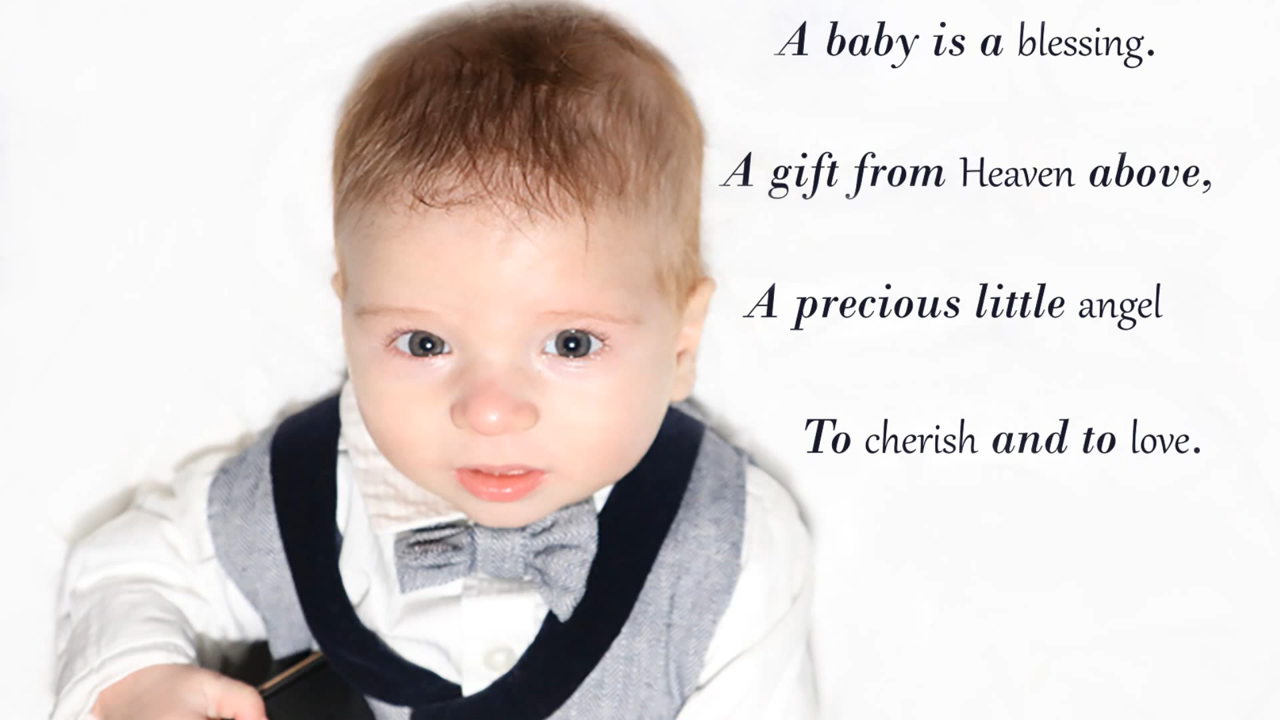 A baby is a blessing.
A gift from Heaven above,
A precious little angel
To cherish and to love.